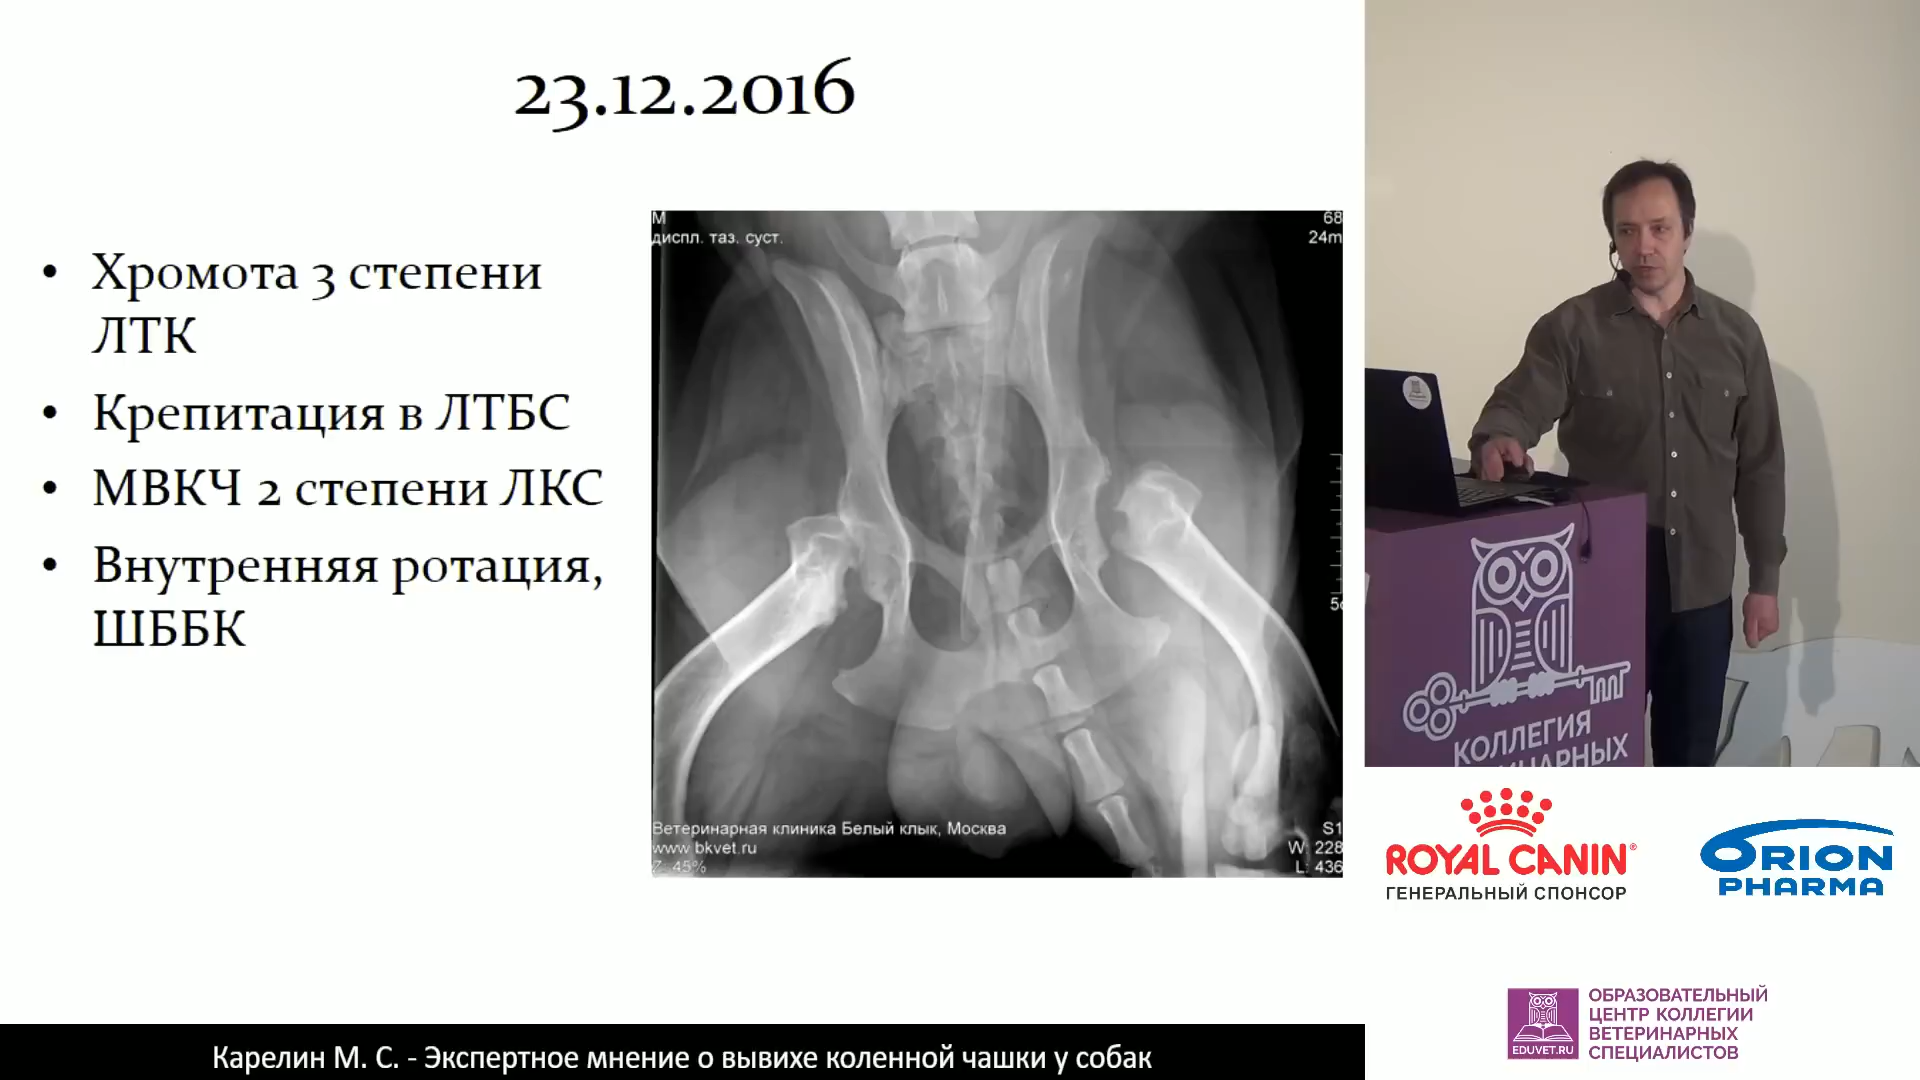 23.12.2016
• Хромота 3 степени
ЛТК
• Крепитация в ЛТБС
• МВКЧ 2 степени ЛКС
• Внутренняя ротация,
ШББК
M
диспл. таз. суст.
68
24m
Ветеринарная клиника Белый клык, Москва
www.bkvet.ru
Z: 45%
S1
W: 228
L: 436
КОЛЛЕГИЯ
ROYAL CANIN®
ГЕНЕРАЛЬНЫЙ СПОНСОР
ORION
PHARMA
EDUVET.RU
ОБРАЗОВАТЕЛЬНЫЙ
ЦЕНТР КОЛЛЕГИИ
ВЕТЕРИНАРНЫХ
СПЕЦИАЛИСТОВ
Карелин М. С. - Экспертное мнение о вывихе коленной чашки у собак